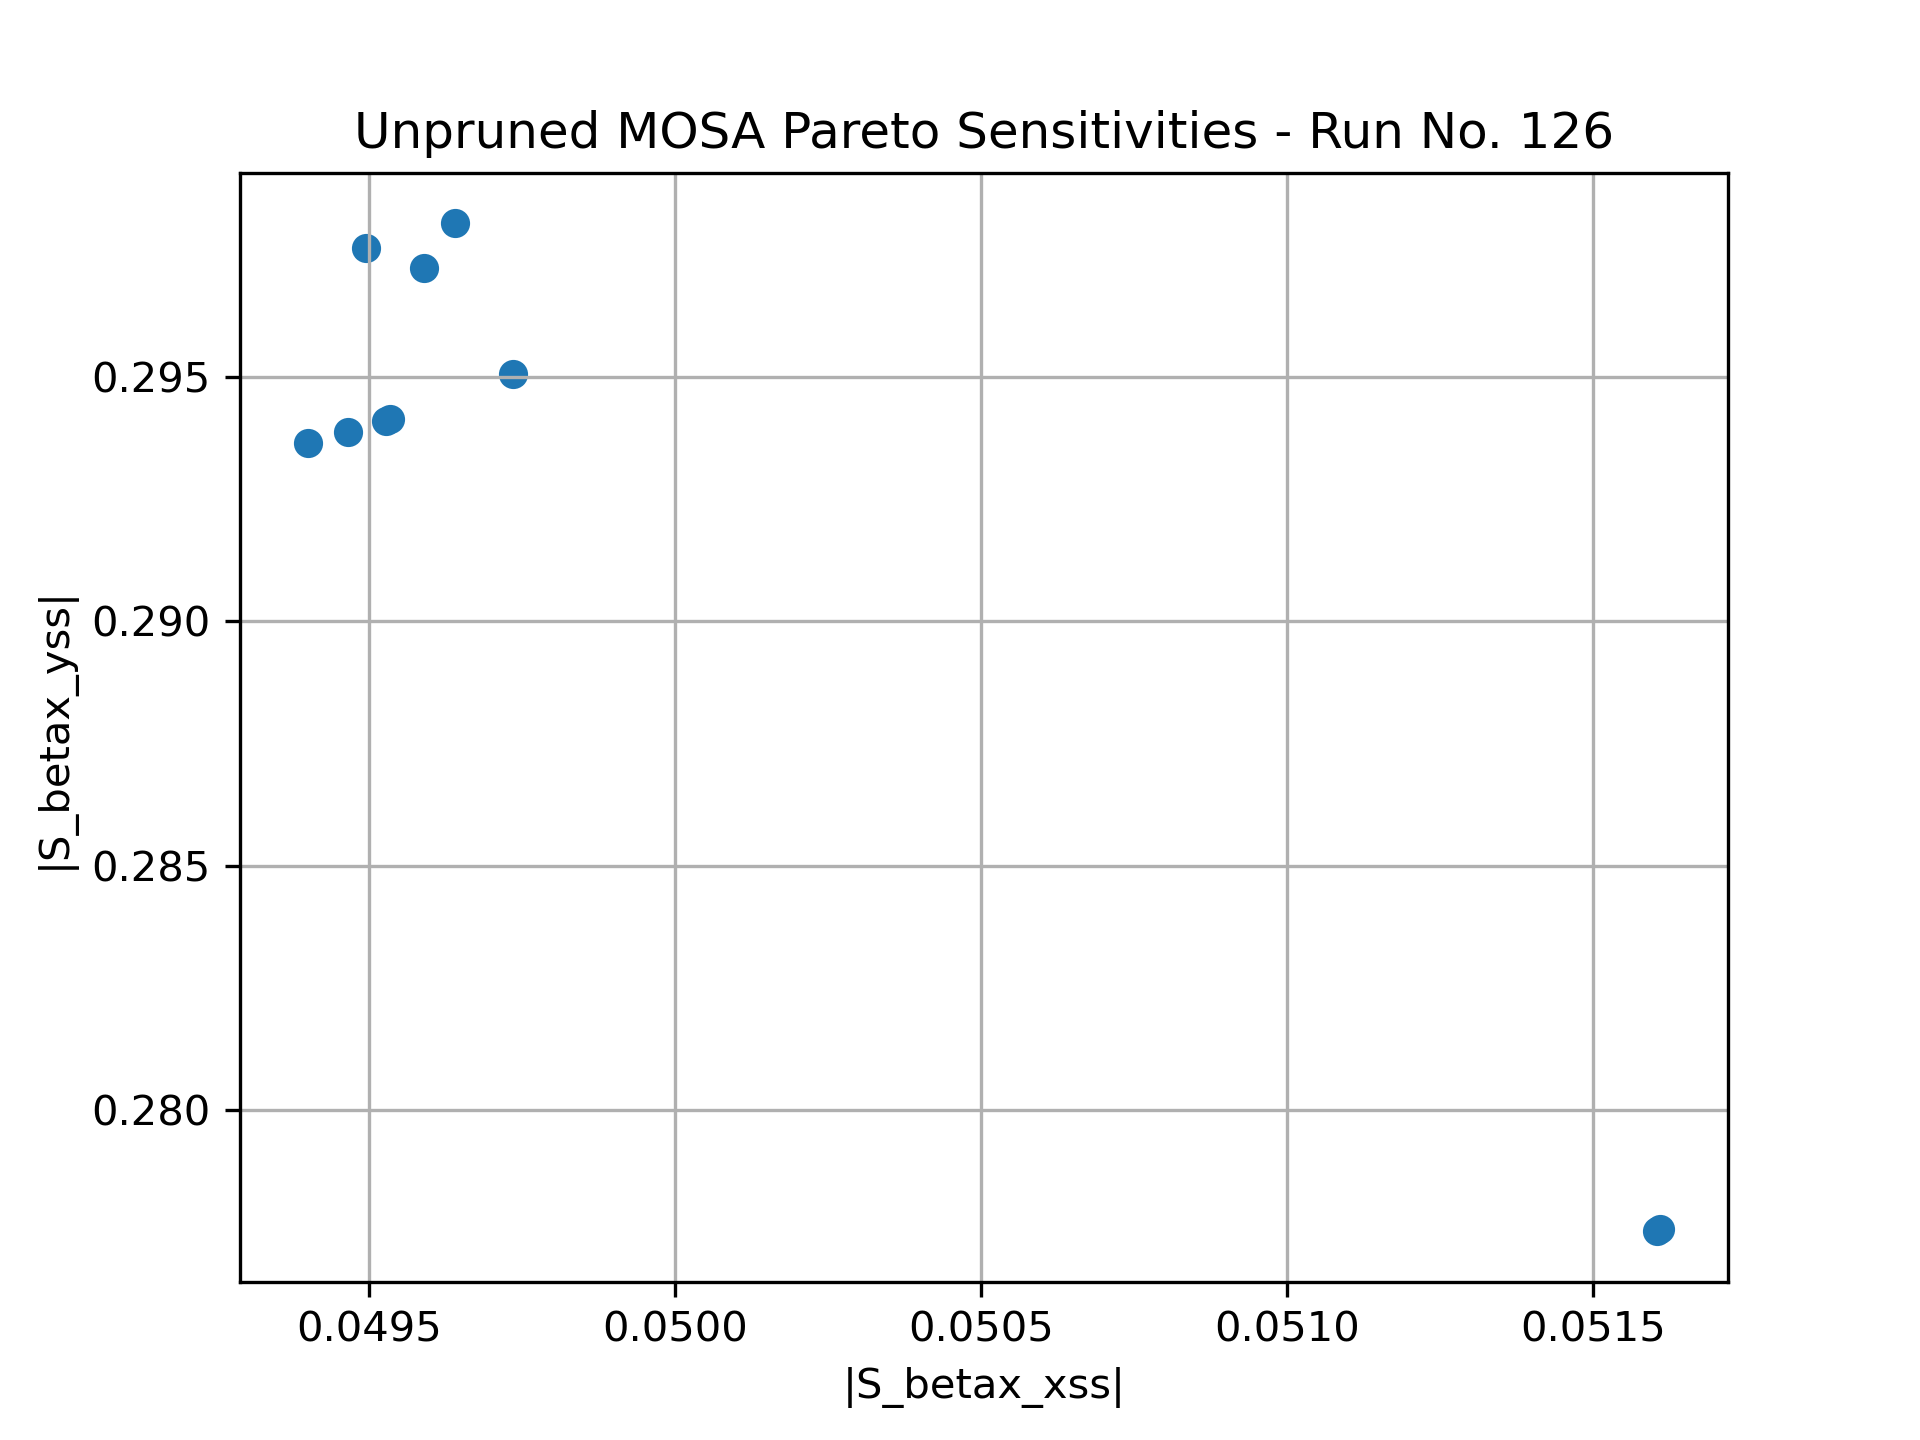 Unpruned MOSA Pareto Sensitivities - Run No. 126
|S_betax_yss|
0.295
0.290
0.285
0.280
0.0495 0.0500 0.0505 0.0510 0.0515
|S_betax_xss|